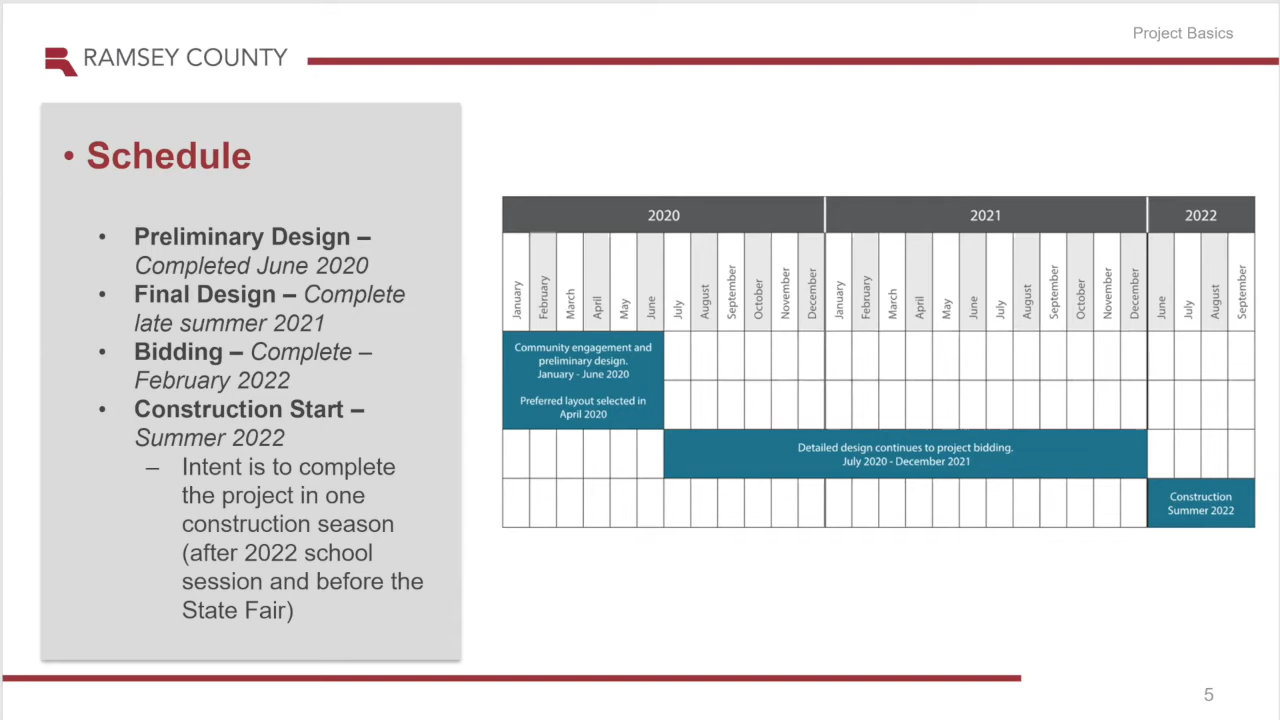 Project Basics
RAMSEY COUNTY
• Schedule
• Preliminary Design –
Completed June 2020
• Final Design – Complete
late summer 2021
• Bidding – Complete –
February 2022
• Construction Start –
Summer 2022
– Intent is to complete
the project in one
construction season
(after 2022 school
session and before the
State Fair)
2020 2021 2022
January February March April May June July August September October November December January February March April May June July August September October November December June July August September
Community engagement and
preliminary design.
January - June 2020
Preferred layout selected in
April 2020
Detailed design continues to project bidding.
July 2020 - December 2021
Construction
Summer 2022
5